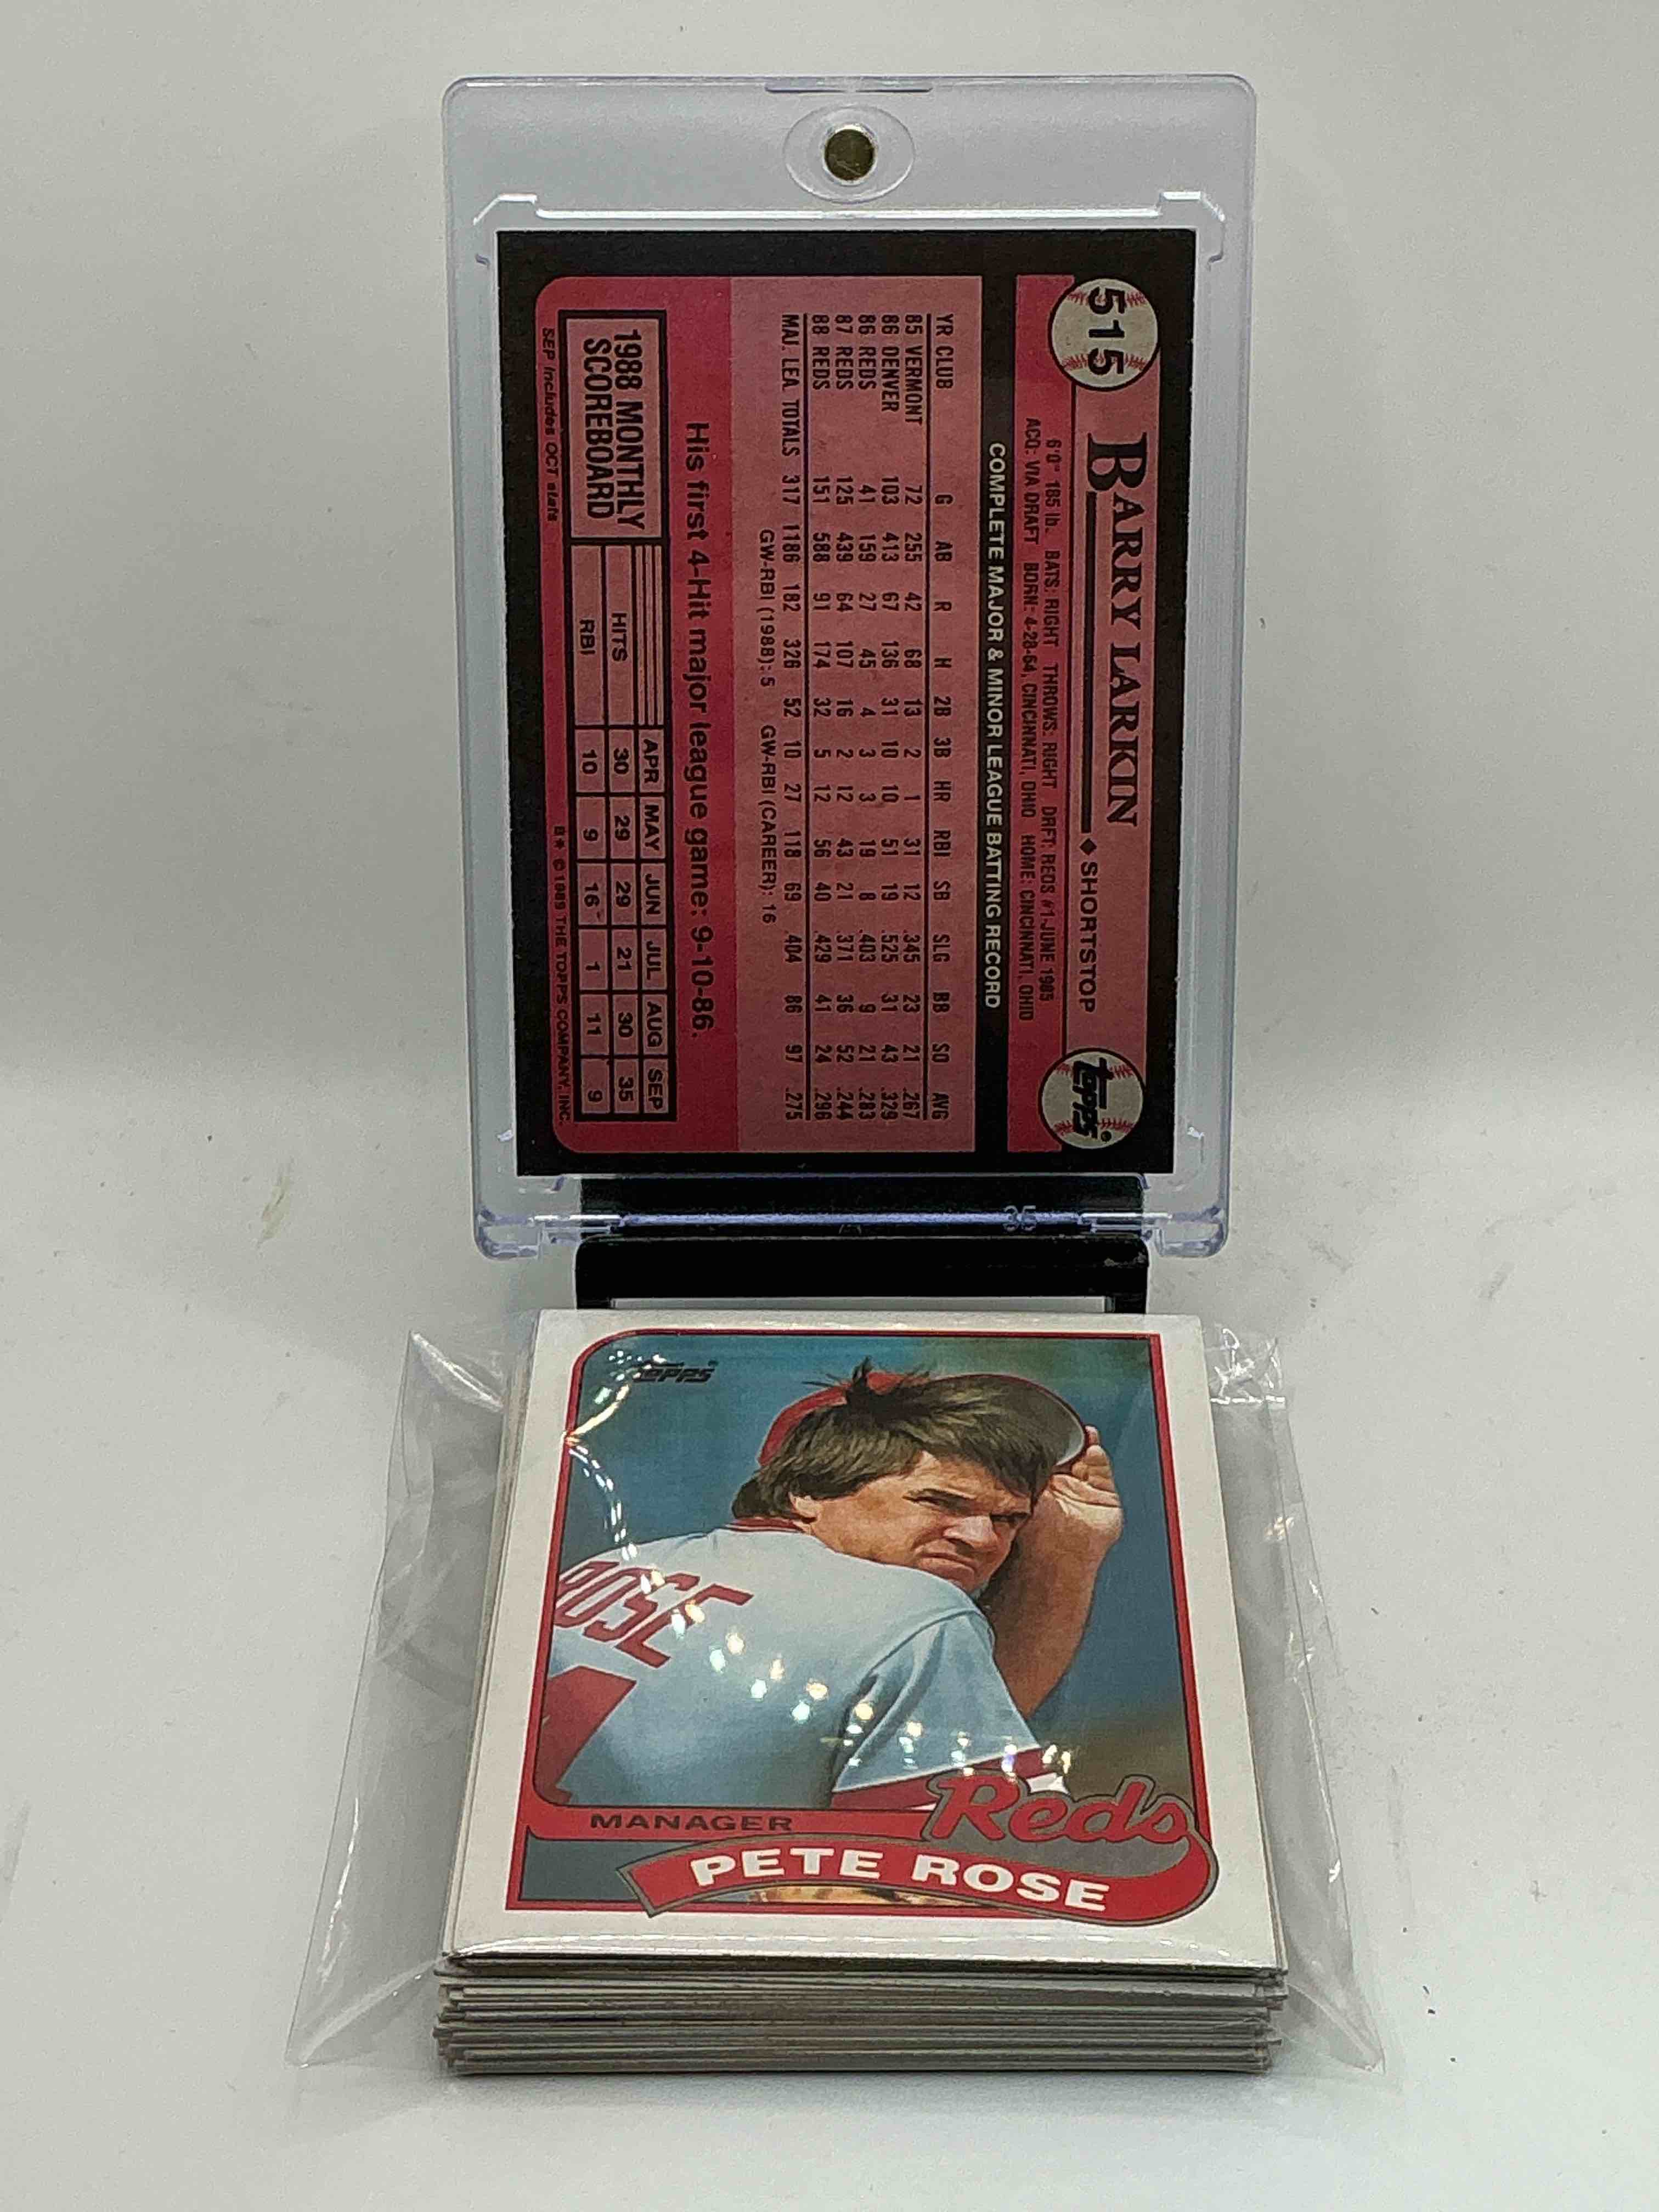 515
BARRY LARKIN ◆ SHORTSTOP
topps®
6'0" 185 lb. BATS: RIGHT THROWS: RIGHT DRFT: REDS #1-JUNE 1985
ACQ: VIA DRAFT BORN: 4-28-64, CINCINNATI, OHIO HOME: CINCINNATI, OHIO
COMPLETE MAJOR & MINOR LEAGUE BATTING RECORD
YR CLUB G AB R H 2B 3B HR RBI SB SLG BB SO AVG
85 VERMONT 72 255 42 68 13 2 1 31 12 .345 23 21 .267
86 DENVER 103 413 67 136 31 10 10 51 19 .525 31 43 .329
86 REDS 41 159 27 45 4 3 3 19 8 .403 9 21 .283
87 REDS 125 439 64 107 16 2 12 43 21 .371 36 52 .244
88 REDS 151 588 91 174 32 5 12 56 40 .429 41 24 .296
MAJ. LEA. TOTALS 317 1186 182 326 52 10 27 118 69 .404 86 97 .275
GW-RBI (1988): 5 GW-RBI (CAREER): 16
His first 4-Hit major league game: 9-10-86.
1988 MONTHLY
SCOREBOARD
APR MAY JUN JUL AUG SEP
HITS 30 29 29 21 30 35
RBI 10 9 16 1 11 9
SEP includes OCT stats
B* © 1989 THE TOPPS COMPANY, INC.
35
topps®
ROSE
Reds
MANAGER
PETE ROSE